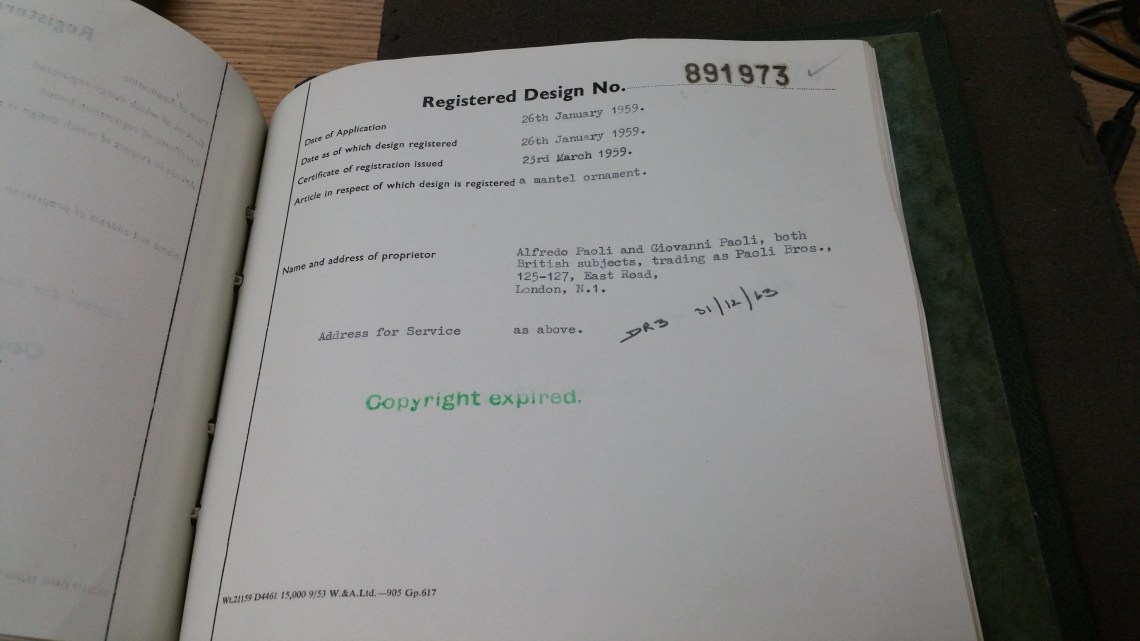 Registered Design No. 891973 ✓
Date of Application 26th January 1959.
Date as of which design registered 26th January 1959.
Certificate of registration issued 23rd March 1959.
Article in respect of which design is registered a mantel ornament.
Name and address of proprietor Alfredo Paoli and Giovanni Paoli, both
British subjects, trading as Paoli Bros.,
125-127, East Road,
London, N.1.
Address for Service as above.
DR3 31/12/63
Copyright expired.
Wt.21159 D4461 15,000 9/53 W.&A.Ltd.—905 Gp.617